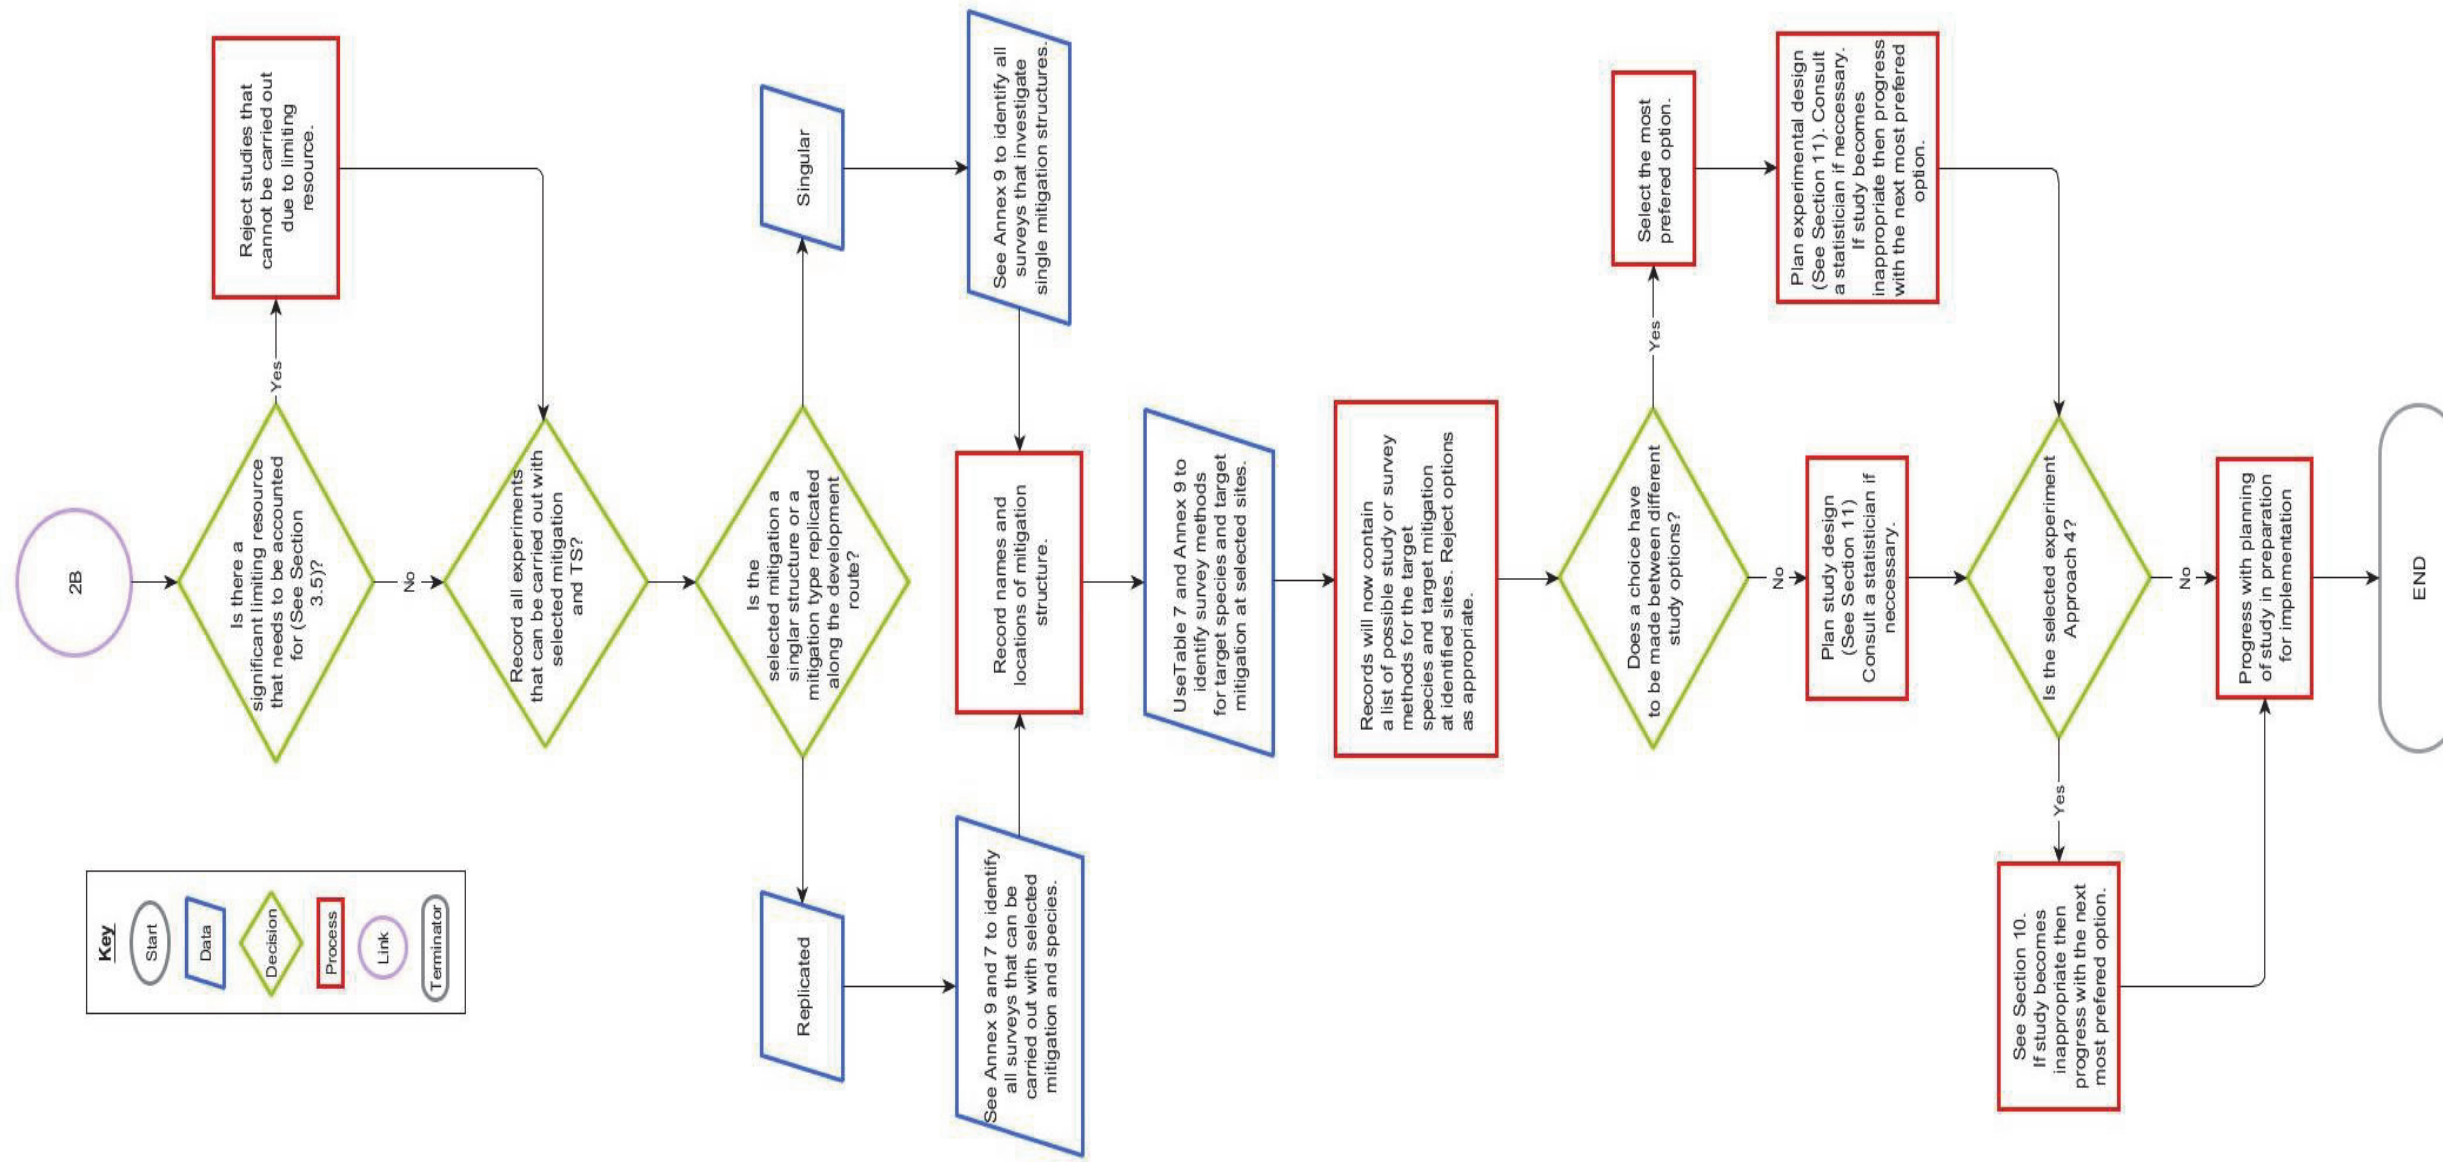 Key
Start
Data
Decision
Process
Link
Terminator
2B
Is there a
significant limiting resource
that needs to be accounted
for (See Section
3.5)?
Yes
Reject studies that
cannot be carried out
due to limiting
resource.
No
Record all experiments
that can be carried out with
selected mitigation
and TS?
Is the
selected mitigation a
singular structure or a
mitigation type replicated
along the development
route?
Replicated
Singular
See Annex 9 and 7 to identify
all surveys that can be
carried out with selected
mitigation and species.
Record names and
locations of mitigation
structure.
See Annex 9 to identify all
surveys that investigate
single mitigation structures.
UseTable 7 and Annex 9 to
identify survey methods
for target species and target
mitigation at selected sites.
Records will now contain
a list of possible study or survey
methods for the target
species and target mitigation
at identified sites. Reject options
as appropriate.
Does a choice have
to be made between different
study options?
Yes
Select the most
prefered option.
Plan experimental design
(See Section 11). Consult
a statistician if neccessary.
If study becomes
inappropriate then progress
with the next most prefered
option.
No
Plan study design
(See Section 11)
Consult a statistician if
neccessary.
Is the selected experiment
Approach 4?
Yes
See Section 10.
If study becomes
inappropriate then
progress with the next
most prefered option.
No
Progress with planning
of study in preparation
for implementation
END